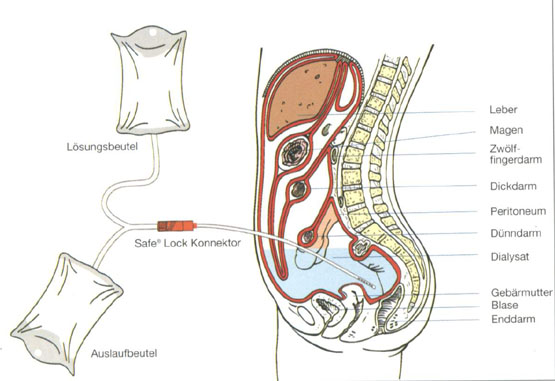 Lösungsbeutel
Safe® Lock Konnektor
Auslaufbeutel
Leber
Magen
Zwölf-
fingerdarm
Dickdarm
Peritoneum
Dünndarm
Dialysat
Gebärmutter
Blase
Enddarm